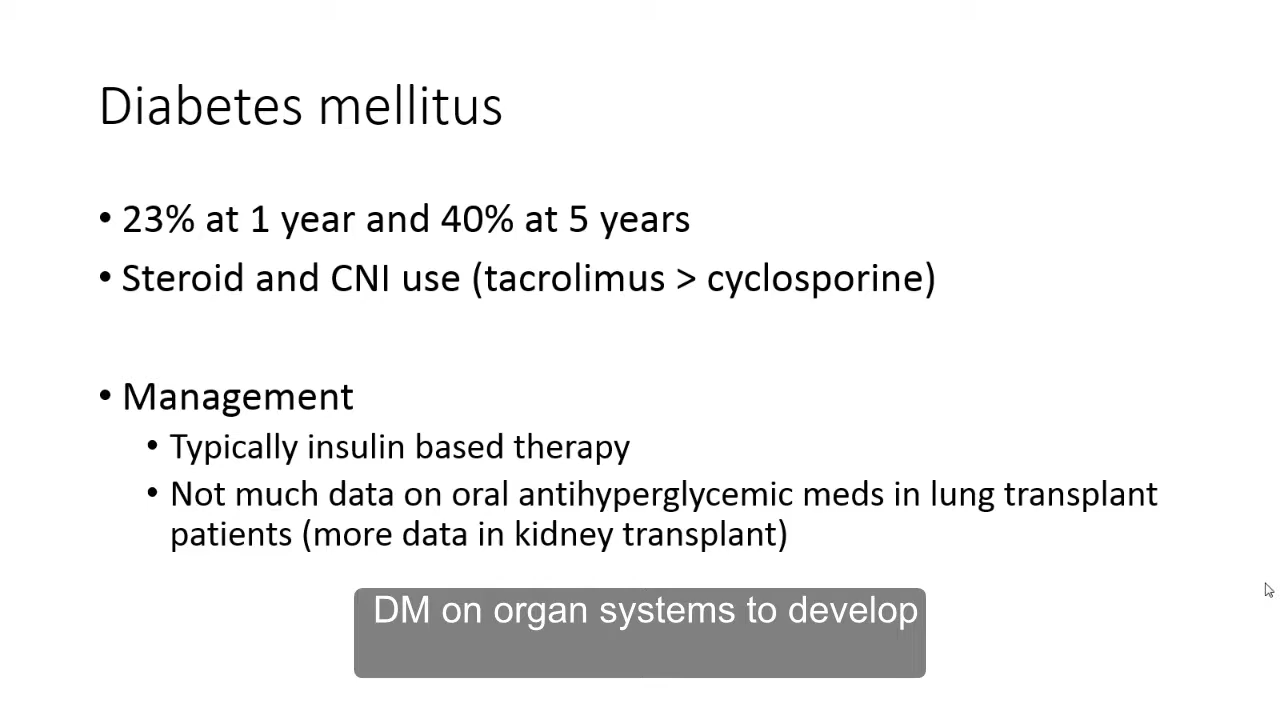 Diabetes mellitus
• 23% at 1 year and 40% at 5 years
• Steroid and CNI use (tacrolimus > cyclosporine)
• Management
• Typically insulin based therapy
• Not much data on oral antihyperglycemic meds in lung transplant
patients (more data in kidney transplant)
DM on organ systems to develop